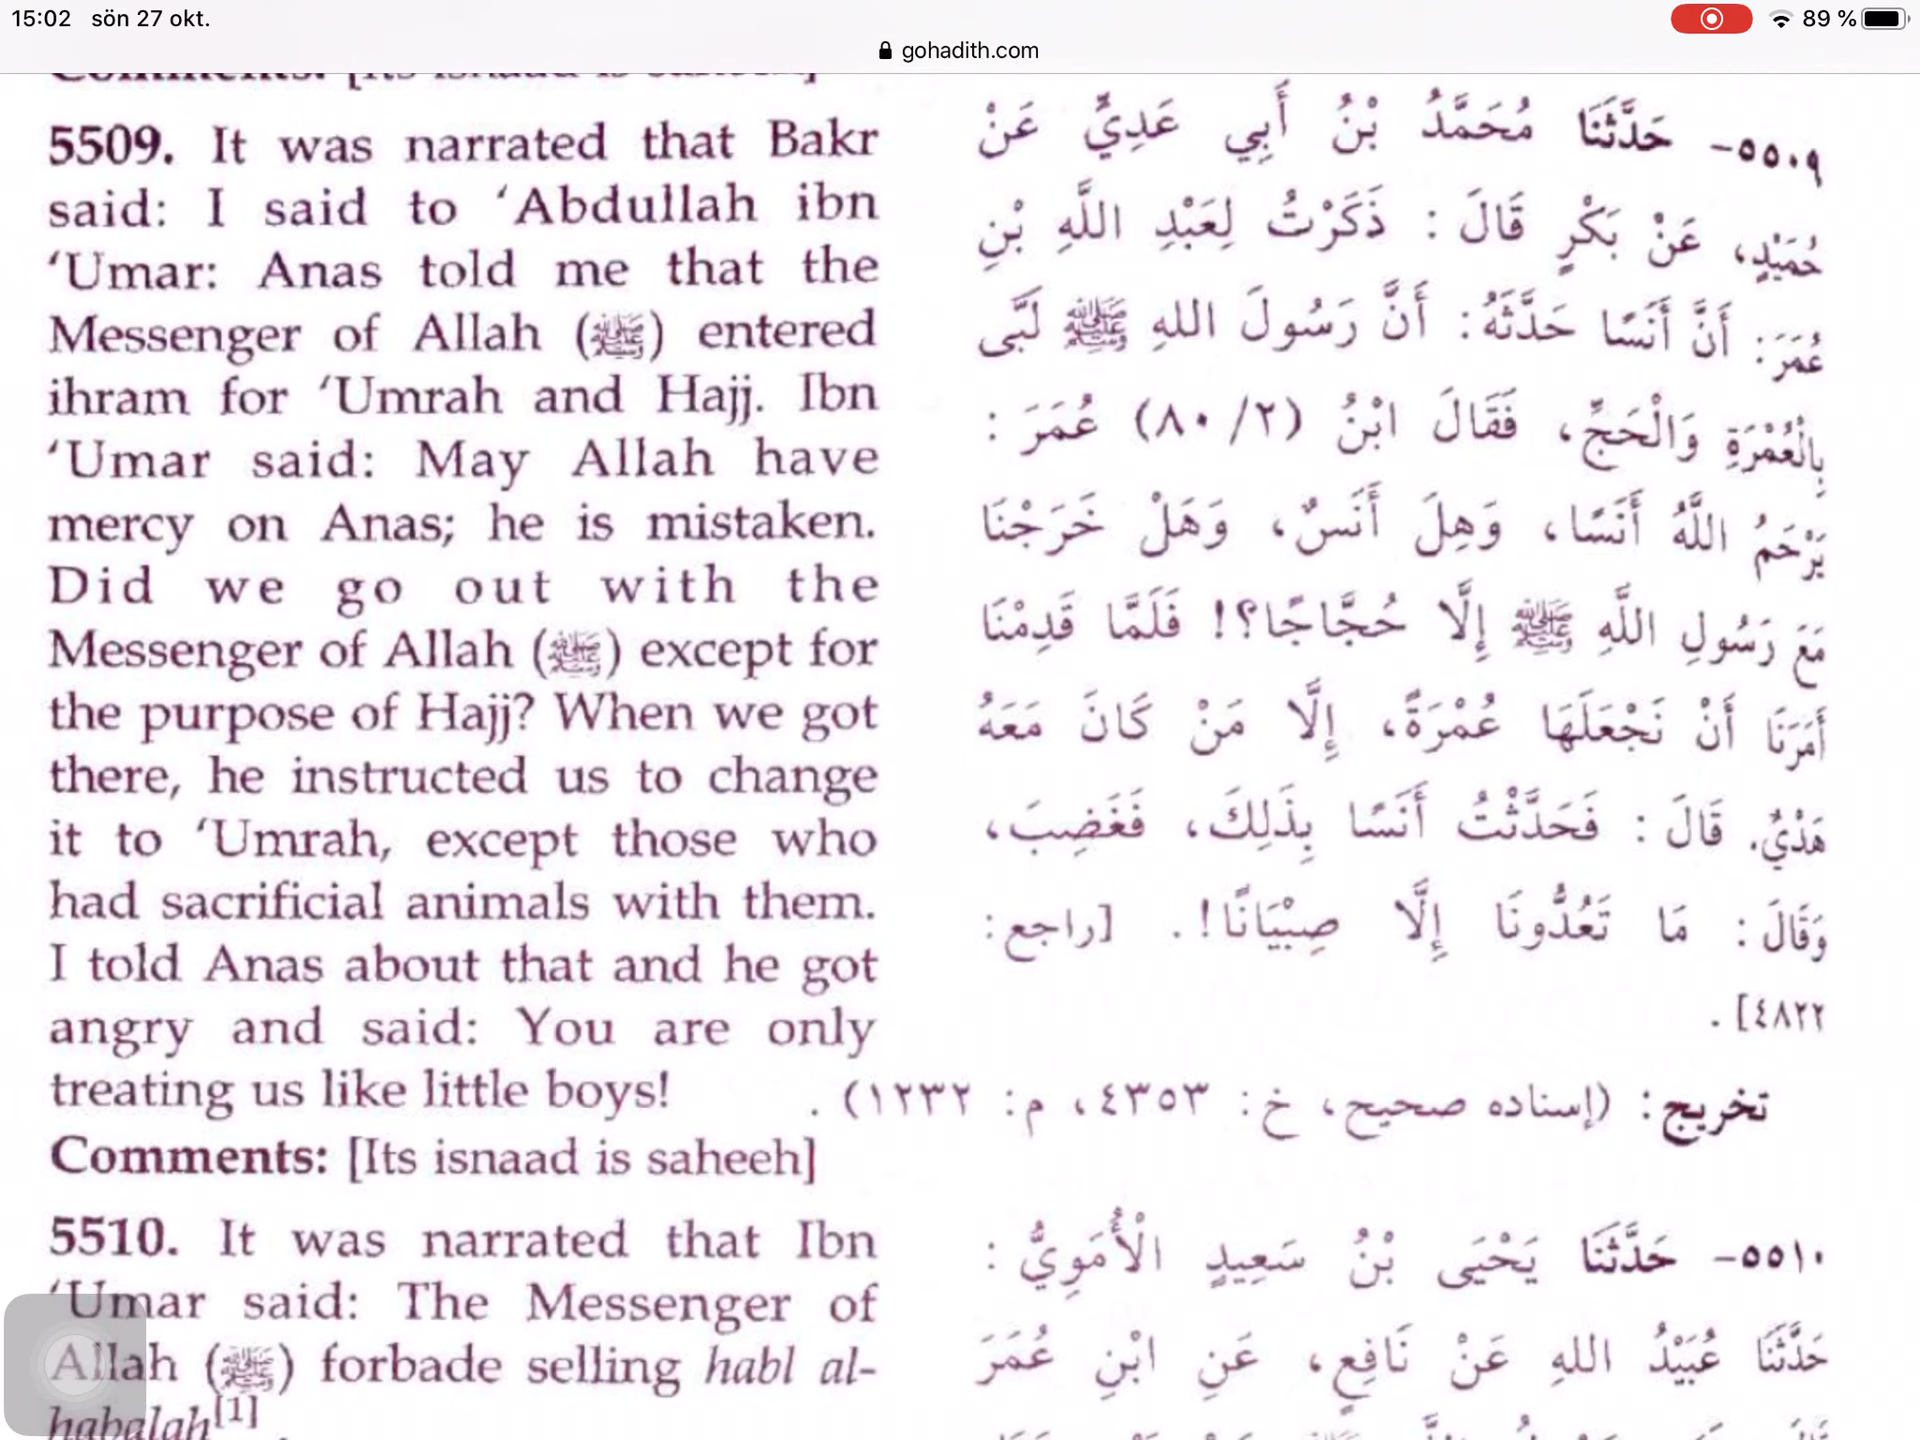 15:02 sön 27 okt.
89 %
gohadith.com
Comments: [Its isnaad is saheeh]
5509. It was narrated that Bakr
said: I said to ‘Abdullah ibn
‘Umar: Anas told me that the
Messenger of Allah (ﷺ) entered
ihram for ‘Umrah and Hajj. Ibn
‘Umar said: May Allah have
mercy on Anas; he is mistaken.
Did we go out with the
Messenger of Allah (ﷺ) except for
the purpose of Hajj? When we got
there, he instructed us to change
it to ‘Umrah, except those who
had sacrificial animals with them.
I told Anas about that and he got
angry and said: You are only
treating us like little boys!
Comments: [Its isnaad is saheeh]
5510. It was narrated that Ibn
‘Umar said: The Messenger of
Allah (ﷺ) forbade selling habl al-
habalah[1].
٥٥٠٩- حَدَّثَنَا مُحَمَّدُ بْنُ أَبِي عَدِيٍّ عَنْ
حُمَيْدٍ، عَنْ بَكْرٍ قَالَ: ذَكَرْتُ لِعَبْدِ اللَّهِ بْنِ
عُمَرَ: أَنَّ أَنَسًا حَدَّثَهُ: أَنَّ رَسُولَ اللهِ ﷺ لَبَّى
بِالْعُمْرَةِ وَالْحَجِّ، فَقَالَ ابْنُ (٨٠/٢) عُمَرَ:
يَرْحَمُ اللَّهُ أَنَسًا، وَهِلَ أَنَسٌ، وَهَلْ خَرَجْنَا
مَعَ رَسُولِ اللَّهِ ﷺ إِلَّا حُجَّاجًا؟! فَلَمَّا قَدِمْنَا
أَمَرَنَا أَنْ نَجْعَلَهَا عُمْرَةً، إِلَّا مَنْ كَانَ مَعَهُ
هَدْيٌ. قَالَ: فَحَدَّثْتُ أَنَسًا بِذَلِكَ، فَغَضِبَ،
وَقَالَ: مَا تَعُدُّونَا إِلَّا صِبْيَانًا!. [راجع:
٤٨٢٢].
تخريج: (إسناده صحيح، خ: ٤٣٥٣، م: ١٢٣٢).
٥٥١٠- حَدَّثَنَا يَحْيَى بْنُ سَعِيدٍ الْأُمَوِيُّ:
حَدَّثَنَا عُبَيْدُ اللهِ عَنْ نَافِعٍ، عَنِ ابْنِ عُمَرَ